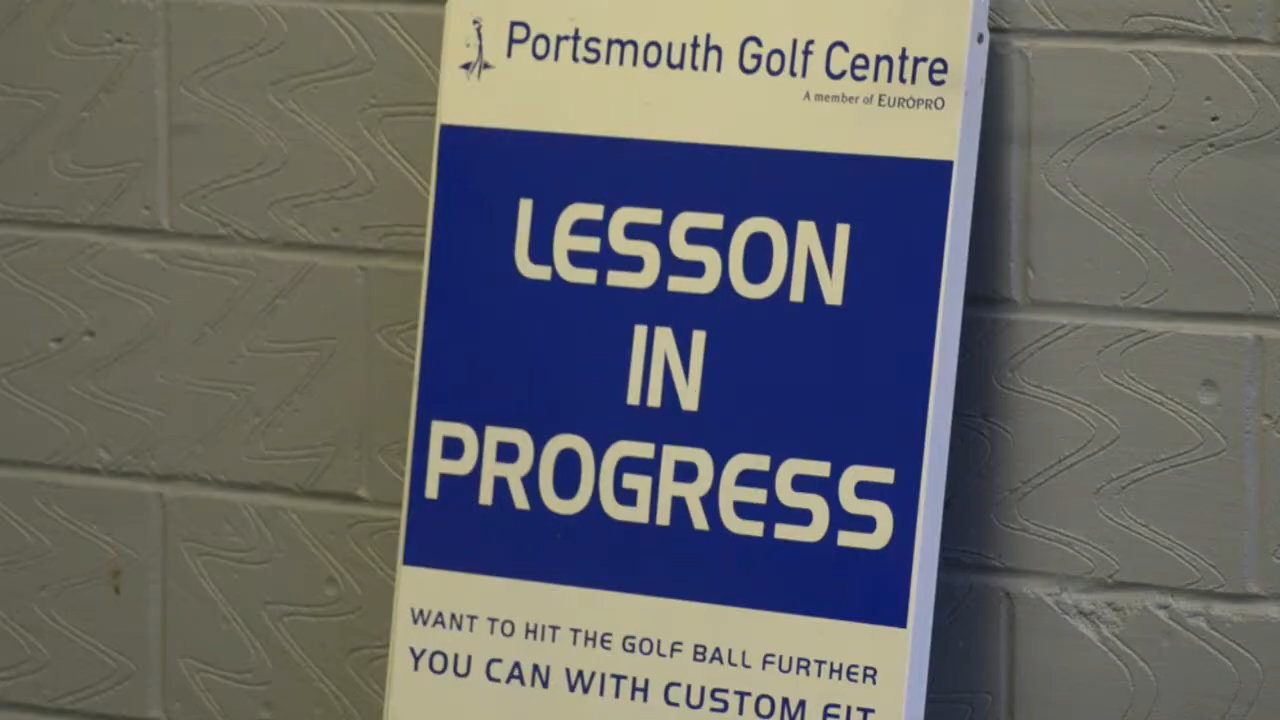 Portsmouth Golf Centre
A member of EUROPRO
LESSON
IN
PROGRESS
WANT TO HIT THE GOLF BALL FURTHER
YOU CAN WITH CUSTOM FIT